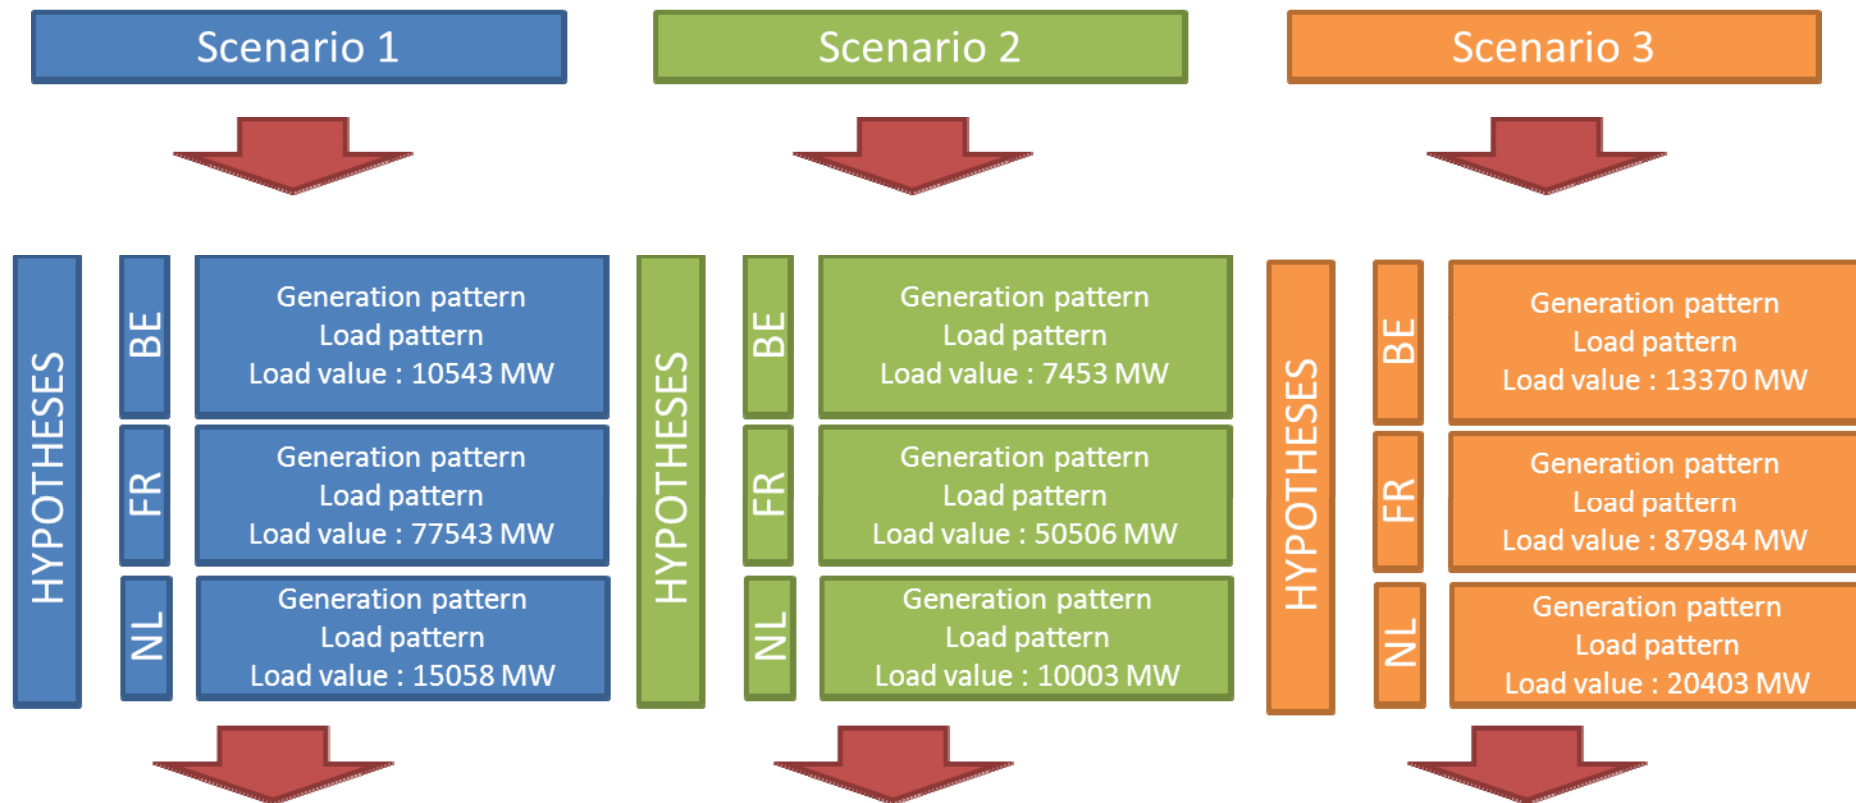 Scenario 1
Scenario 2
Scenario 3
HYPOTHESES
BE
Generation pattern
Load pattern
Load value : 10543 MW
FR
Generation pattern
Load pattern
Load value : 77543 MW
NL
Generation pattern
Load pattern
Load value : 15058 MW
HYPOTHESES
BE
Generation pattern
Load pattern
Load value : 7453 MW
FR
Generation pattern
Load pattern
Load value : 50506 MW
NL
Generation pattern
Load pattern
Load value : 10003 MW
HYPOTHESES
BE
Generation pattern
Load pattern
Load value : 13370 MW
FR
Generation pattern
Load pattern
Load value : 87984 MW
NL
Generation pattern
Load pattern
Load value : 20403 MW